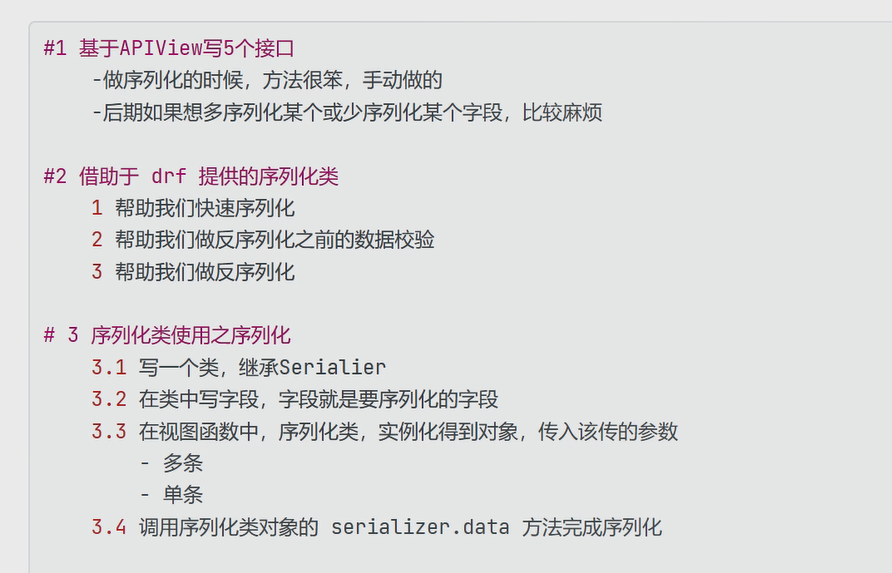 #1 基于APIView写5个接口
-做序列化的时候，方法很笨，手动做的
-后期如果想多序列化某个或少序列化某个字段，比较麻烦
#2 借助于 drf 提供的序列化类
1 帮助我们快速序列化
2 帮助我们做反序列化之前的数据校验
3 帮助我们做反序列化
# 3 序列化类使用之序列化
3.1 写一个类，继承Serialier
3.2 在类中写字段，字段就是要序列化的字段
3.3 在视图函数中，序列化类，实例化得到对象，传入该传的参数
- 多条
- 单条
3.4 调用序列化类对象的 serializer.data 方法完成序列化